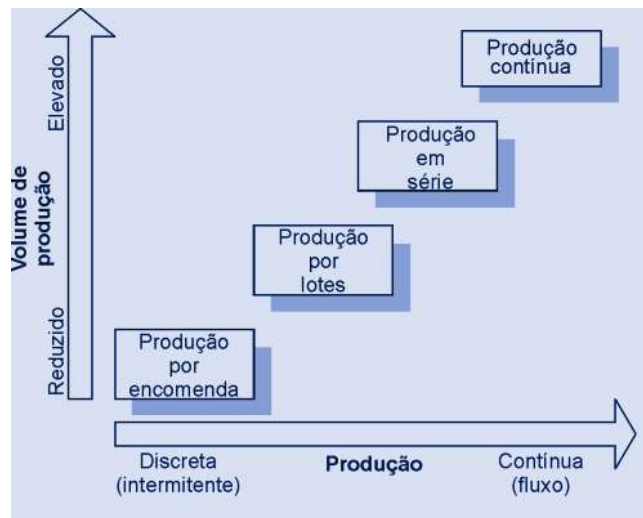 Produção
contínua
Elevado
Produção
em
série
Volume de
produção
Produção
por
lotes
Reduzido
Produção
por
encomenda
Discreta
(intermitente)
Produção
Contínua
(fluxo)